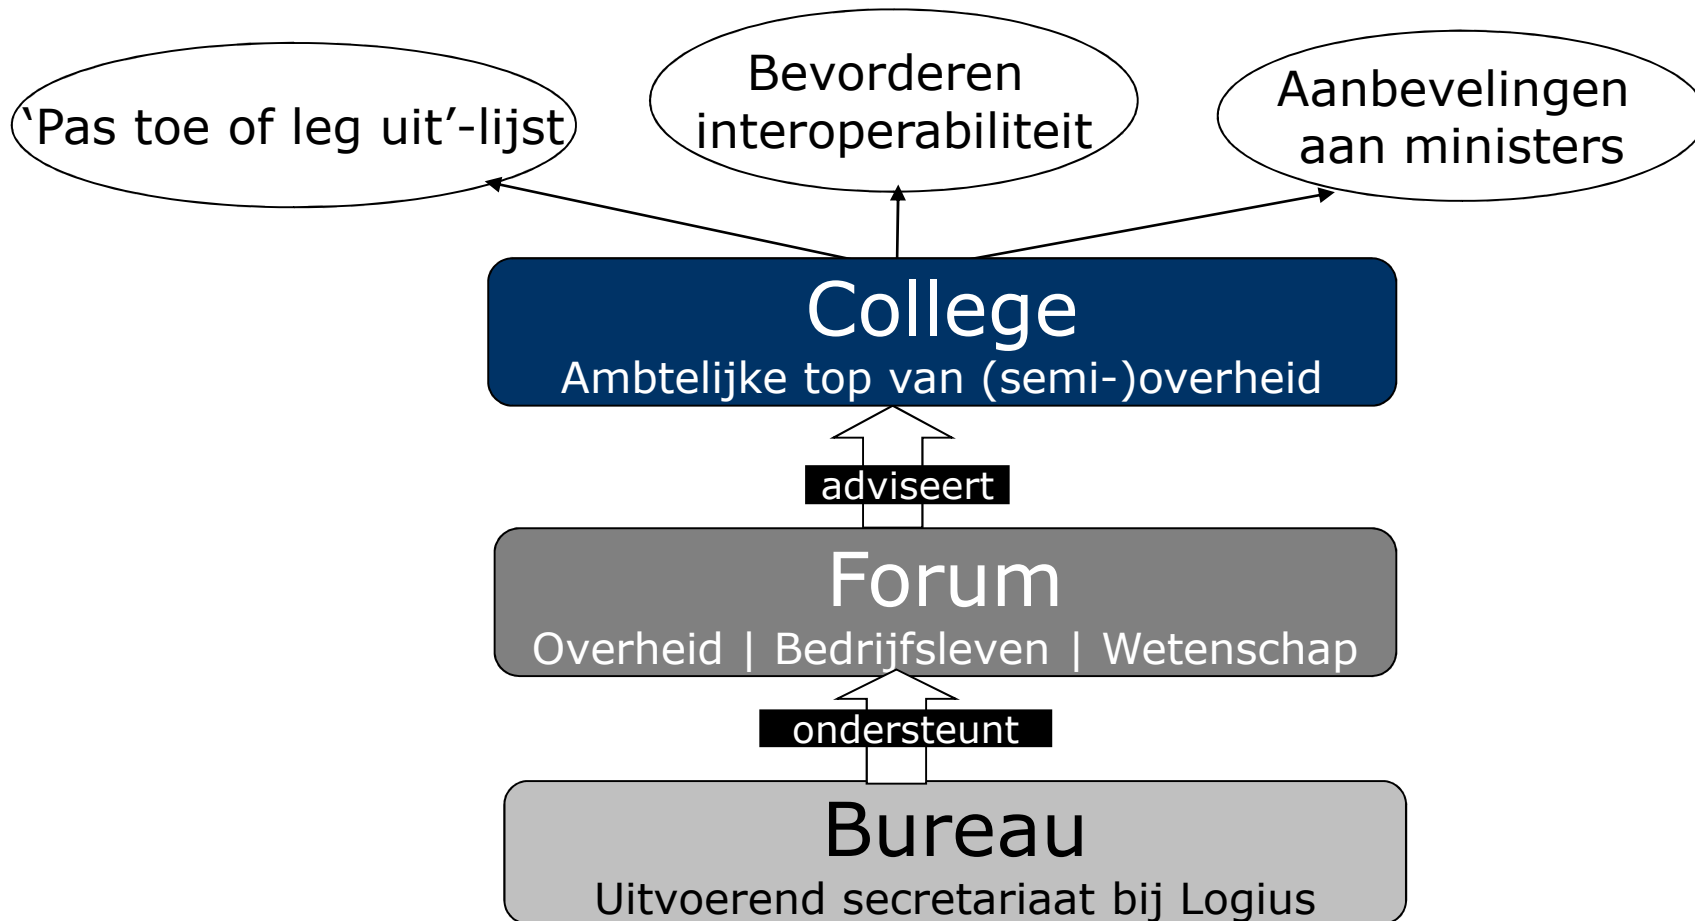 ‘Pas toe of leg uit’-lijst
Bevorderen
interoperabiliteit
Aanbevelingen
aan ministers
College
Ambtelijke top van (semi-)overheid
adviseert
Forum
Overheid | Bedrijfsleven | Wetenschap
ondersteunt
Bureau
Uitvoerend secretariaat bij Logius